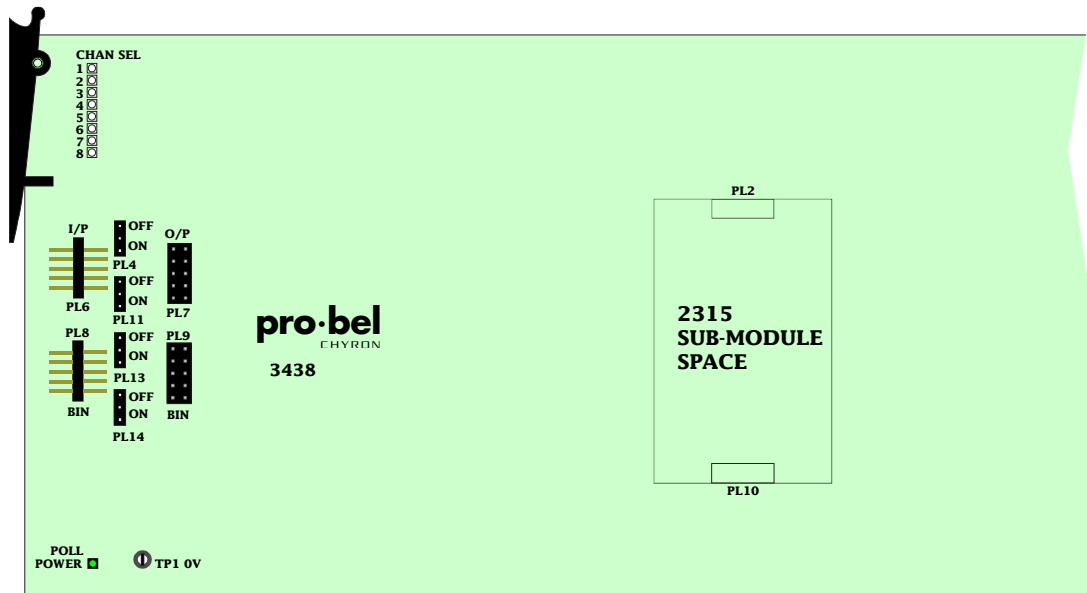 CHAN SEL
1
2
3
4
5
6
7
8
PL2
I/P
OFF
ON
O/P
PL4
OFF
ON
PL6
PL11
PL7
PL8
OFF
ON
PL9
PL13
OFF
ON
BIN
BIN
PL14
pro·bel
CHYRON
3438
2315
SUB-MODULE
SPACE
PL10
POLL
POWER
TP1 0V